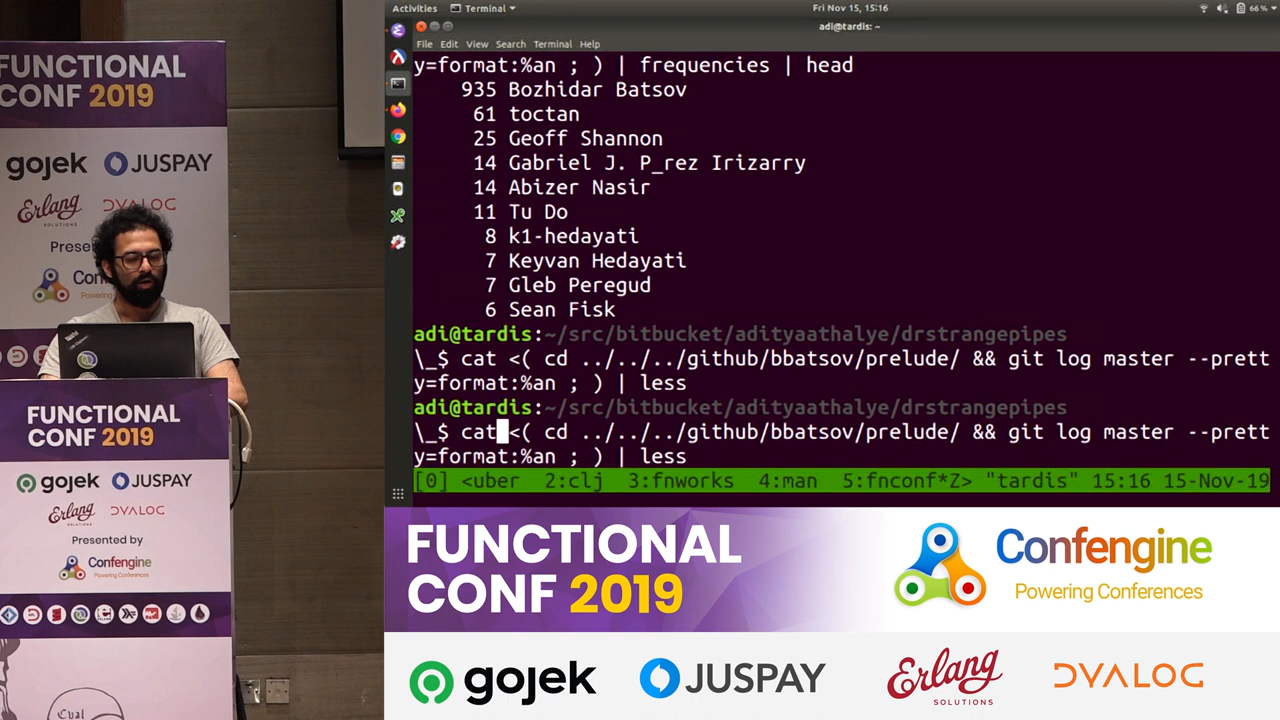 FUNCTIONAL
CONF 2019
gojek JUSPAY
Erlang
SOLUTIONS
DYALOG
FUNCTIONAL
CONF 2019
gojek JUSPAY
Erlang
SOLUTIONS
DYALOG
Presented by
Confengine
Powering Conferences
Activities Terminal Fri Nov 15, 15:16 66 %
adi@tardis: ~
File Edit View Search Terminal Help
y=format:%an ; ) | frequencies | head
935 Bozhidar Batsov
61 toctan
25 Geoff Shannon
14 Gabriel J. P_rez Irizarry
14 Abizer Nasir
11 Tu Do
8 k1-hedayati
7 Keyvan Hedayati
7 Gleb Peregud
6 Sean Fisk
adi@tardis:~/src/bitbucket/adityaathalye/drstrangepipes
\_$ cat <( cd ../../../github/bbatsov/prelude/ && git log master --prett
y=format:%an ; ) | less
adi@tardis:~/src/bitbucket/adityaathalye/drstrangepipes
\_$ cat <( cd ../../../github/bbatsov/prelude/ && git log master --prett
y=format:%an ; ) | less
[0] <uber 2:clj 3:fnworks 4:man 5:fnconf*Z> "tardis" 15:16 15-Nov-19
FUNCTIONAL
CONF 2019
Confengine
Powering Conferences
gojek JUSPAY Erlang
SOLUTIONS
DYALOG